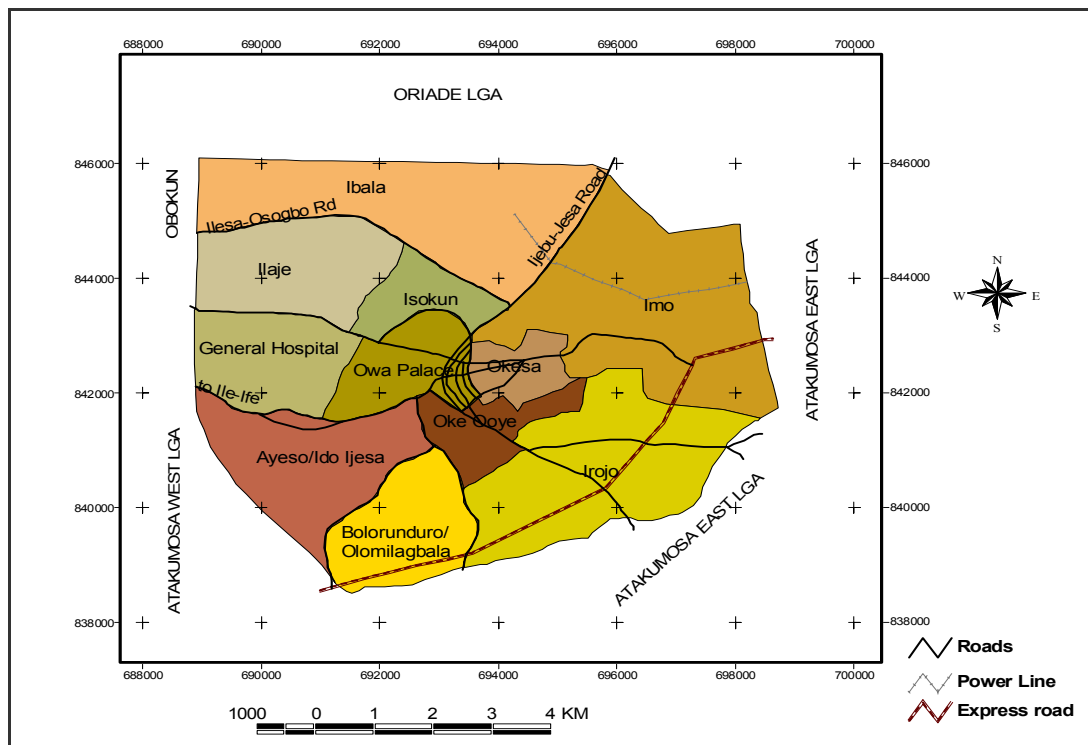 688000 690000 692000 694000 696000 698000 700000
ORIADE LGA
846000 846000
Ibala
OBOKUN
Ilesa-Osogbo Rd
Ijebu-Jesa Road
Ilaje
844000 844000
Isokun
Imo
ATAKUMOSA EAST LGA
N
W E
S
General Hospital
Owa Palace
Okesa
842000 842000
to Ile-Ife
Oke Ooye
Ayeso/Ido Ijesa
Irojo
ATAKUMOSA WEST LGA
840000 840000
Bolorunduro/
Olomilagbala
ATAKUMOSA EAST LGA
838000 838000
688000 690000 692000 694000 696000 698000 700000
Roads
Power Line
Express road
1000 0 1 2 3 4 KM